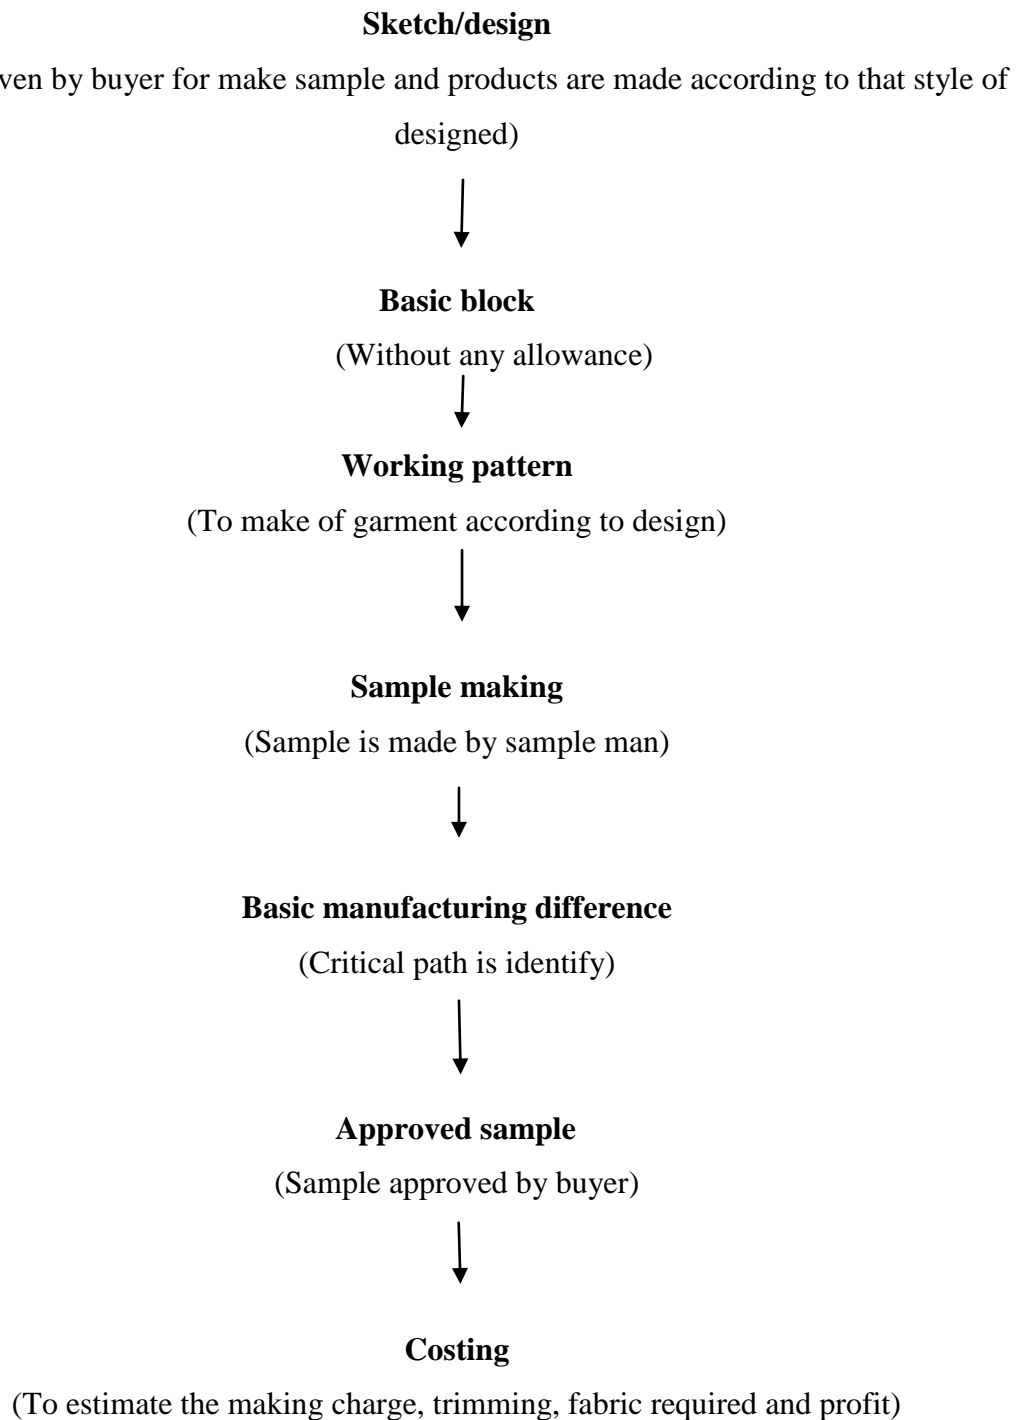 Sketch/design
ven by buyer for make sample and products are made according to that style of
designed)
Basic block
(Without any allowance)
Working pattern
(To make of garment according to design)
Sample making
(Sample is made by sample man)
Basic manufacturing difference
(Critical path is identify)
Approved sample
(Sample approved by buyer)
Costing
(To estimate the making charge, trimming, fabric required and profit)